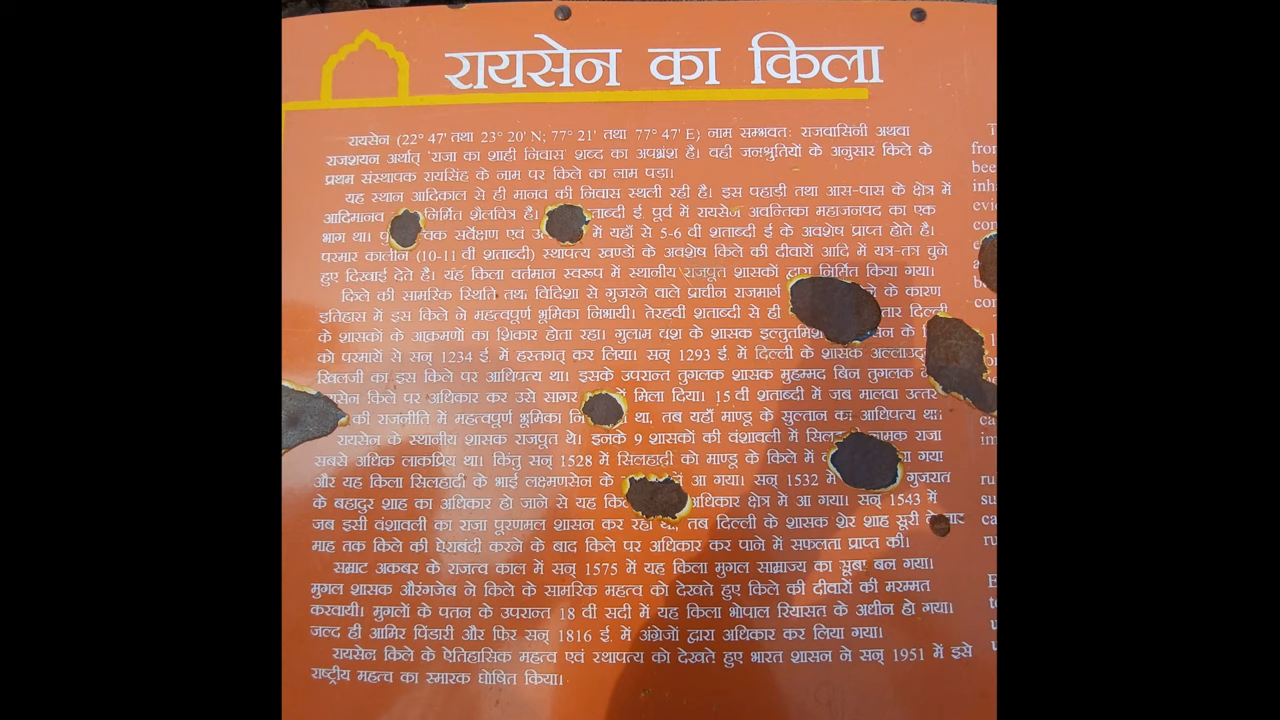 रायसेन का किला
रायसेन (22° 47' तथा 23° 20' N; 77° 21' तथा 77° 47' E) नाम सम्भवतः राजवासिनी अथवा
राजशयन अर्थात् 'राजा का शाही निवास' शब्द का अपभ्रंश है। वही जनश्रुतियों के अनुसार किले के
प्रथम संस्थापक रायसिंह के नाम पर किले का लाम पड़ा।
यह स्थान आदिकाल से ही मानव की निवास स्थली रही है। इस पहाड़ी तथा आस-पास के क्षेत्र में
आदिमानव निर्मित शैलचित्र है। ई. पूर्व में रायसेन अवन्तिका महाजनपद का एक
भाग था। सर्वेक्षण एवं में यहाँ से 5-6 वी शताब्दी ई के अवशेष प्राप्त होते है।
परमार कालीन (10-11 वी शताब्दी) स्थापत्य खण्डों के अवशेष किले की दीवारों आदि में यत्र-तत्र चुने
हुए दिखाई देते है। यह किला वर्तमान स्वरूप में स्थानीय राजपूत शासकों द्वारा निर्मित किया गया।
किले की सामरिक स्थिति तथा विदिशा से गुजरने वाले प्राचीन राजमार्ग के कारण
इतिहास में इस किले ने महत्वपूर्ण भूमिका निभायी। तेरहवीं शताब्दी से ही दिल्ली
के शासकों के आक्रमणों का शिकार होता रहा। गुलाम वंश के शासक इल्तुतमिश के
को परमारों से सन् 1234 ई. में हस्तगत् कर लिया। सन् 1293 ई. में दिल्ली के शासक
खिलजी का इस किले पर आधिपत्य था। इसके उपरान्त तुगलक शासक मुहम्मद बिन तुगलक
किले पर अधिकार कर उसे सागर में मिला दिया। 15 वी शताब्दी में जब मालवा उत्तर
की राजनीति में महत्वपूर्ण भूमिका था, तब यहाँ माण्डू के सुल्तान का आधिपत्य था।
रायसेन के स्थानीय शासक राजपूत थे। इनके 9 शासकों की वंशावली में नामक राजा
सबसे अधिक लोकप्रिय था। किंतु सन् 1528 में सिलहादी को माण्डू के किले में गया
और यह किला सिलहादी के भाई लक्ष्मणसेन के आ गया। सन् 1532 में गुजरात
के बहादुर शाह का अधिकार हो जाने से यह अधिकार क्षेत्र मे आ गया। सन् 1543 में
जब इसी वंशावली का राजा पूरणमल शासन कर रहा था, तब दिल्ली के शासक शेर शाह सूरी
माह तक किले की घेराबंदी करने के बाद किले पर अधिकार कर पाने में सफलता प्राप्त की।
सम्राट अकबर के राजत्व काल में सन् 1575 में यह किला मुगल साम्राज्य का सूबा बन गया।
मुगल शासक औरंगजेब ने किले के सामरिक महत्व को देखते हुए किले की दीवारों की मरम्मत
करवायी। मुगलों के पतन के उपरान्त 18 वीं सदी में यह किला भोपाल रियासत के अधीन हो गया।
जल्द ही आमिर पिंडारी और फिर सन् 1816 ई. में अंग्रेजों द्वारा अधिकार कर लिया गया।
रायसेन किले के ऐतिहासिक महत्व एवं स्थापत्य को देखते हुए भारत शासन ने सन् 1951 में इसे
राष्ट्रीय महत्व का स्मारक घोषित किया।